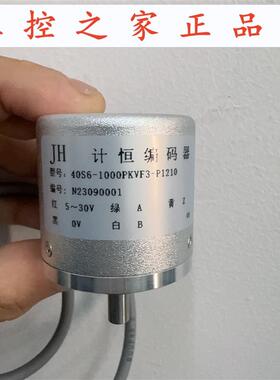 控之家正品
JH 计恒编码器
型号: 40S6-1000PKVF3-P1210
编号: N23090001
红 5~30V 绿 A 黄 Z
黑 0V 白 B